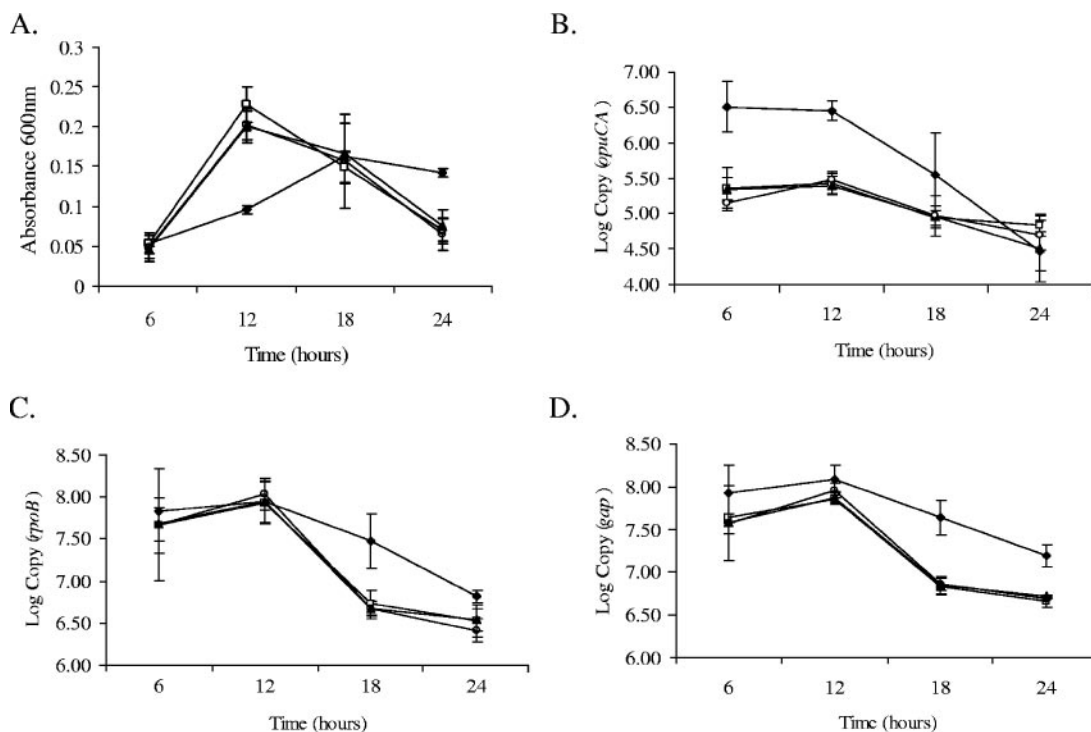 A.
Absorbance 600nm
0.3
0.25
0.2
0.15
0.1
0.05
0
6 12 18 24
Time (hours)
B.
Log Copy (opuCA)
7.00
6.50
6.00
5.50
5.00
4.50
4.00
6 12 18 24
Time (hours)
C.
Log Copy (rpoB)
8.50
8.00
7.50
7.00
6.50
6.00
6 12 18 24
Time (hours)
D.
Log Copy (gap)
8.50
8.00
7.50
7.00
6.50
6.00
6 12 18 24
Time (hours)